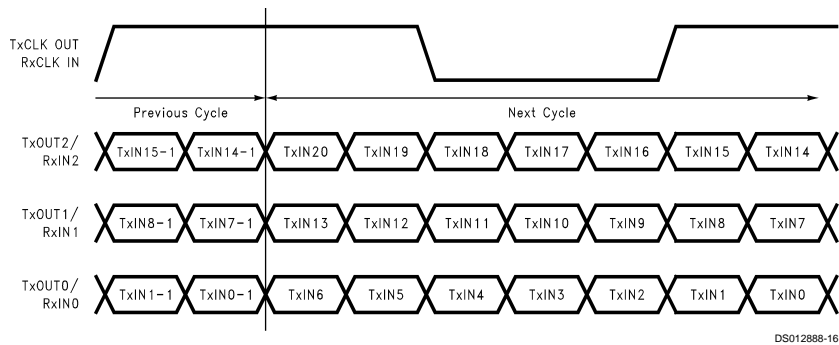 TxCLK OUT
RxCLK IN
Previous Cycle
Next Cycle
TxOUT2/
RxIN2
TxIN15-1 TxIN14-1 TxIN20 TxIN19 TxIN18 TxIN17 TxIN16 TxIN15 TxIN14
TxOUT1/
RxIN1
TxIN8-1 TxIN7-1 TxIN13 TxIN12 TxIN11 TxIN10 TxIN9 TxIN8 TxIN7
TxOUT0/
RxIN0
TxIN1-1 TxIN0-1 TxIN6 TxIN5 TxIN4 TxIN3 TxIN2 TxIN1 TxIN0
DS012888-16